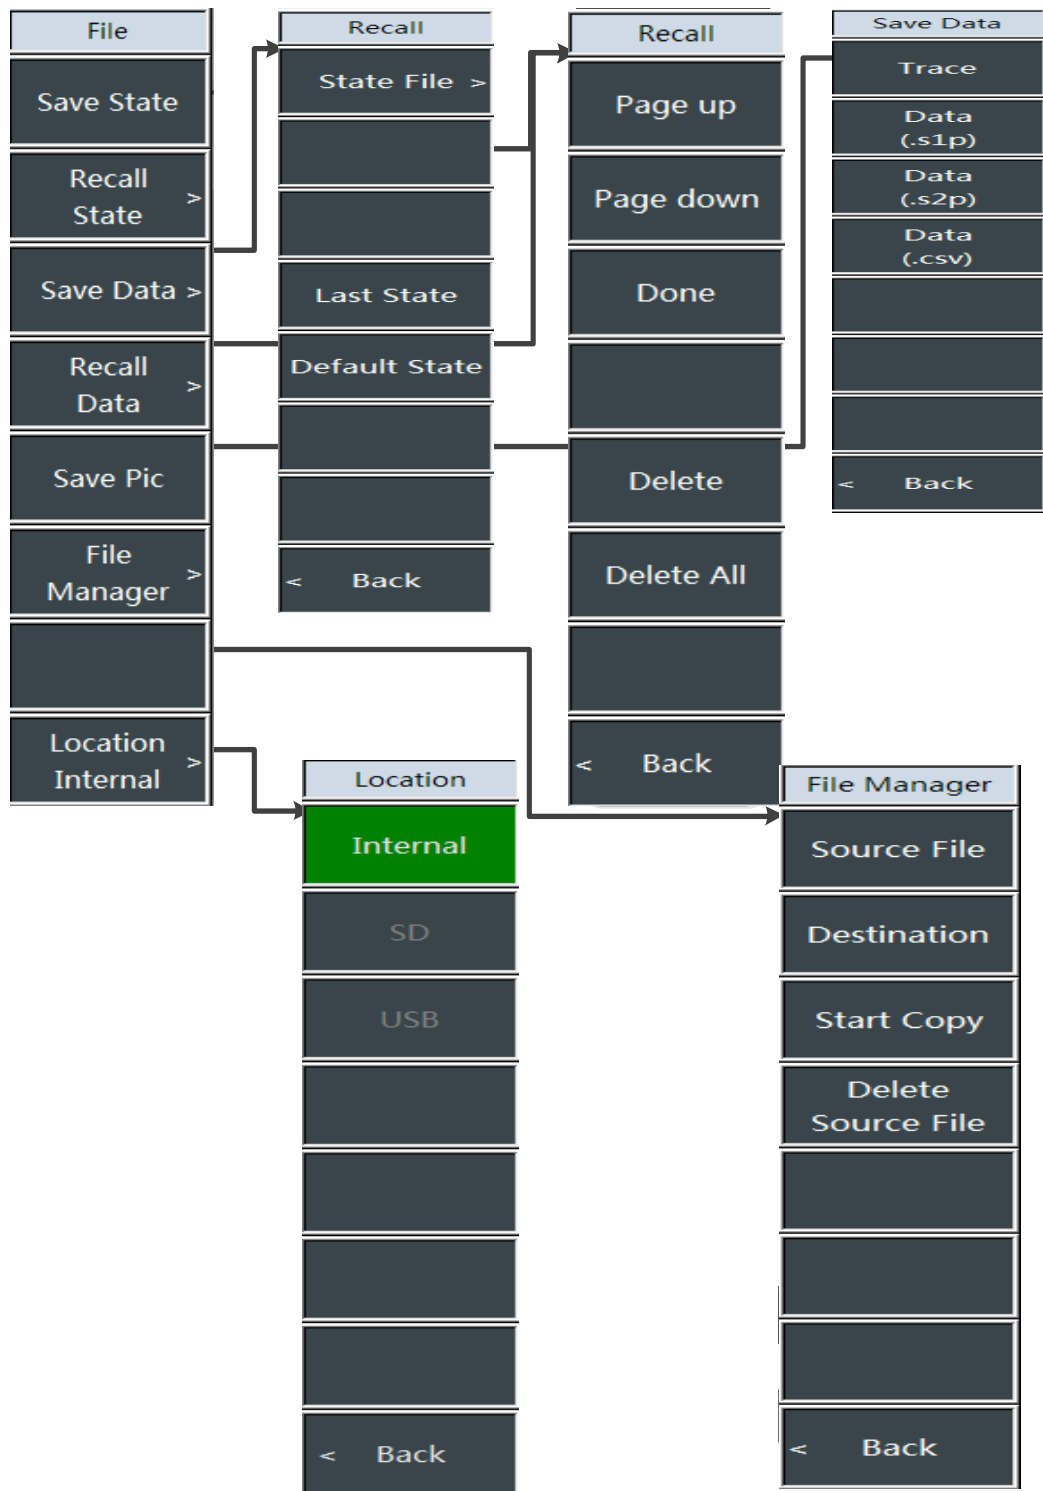 File
Save State
Recall
State >
Save Data >
Recall
Data >
Save Pic
File
Manager >
Location
Internal >
Recall
State File >
Last State
Default State
< Back
Recall
Page up
Page down
Done
Delete
Delete All
< Back
Save Data
Trace
Data
(.s1p)
Data
(.s2p)
Data
(.csv)
< Back
Location
Internal
SD
USB
< Back
File Manager
Source File
Destination
Start Copy
Delete
Source File
< Back